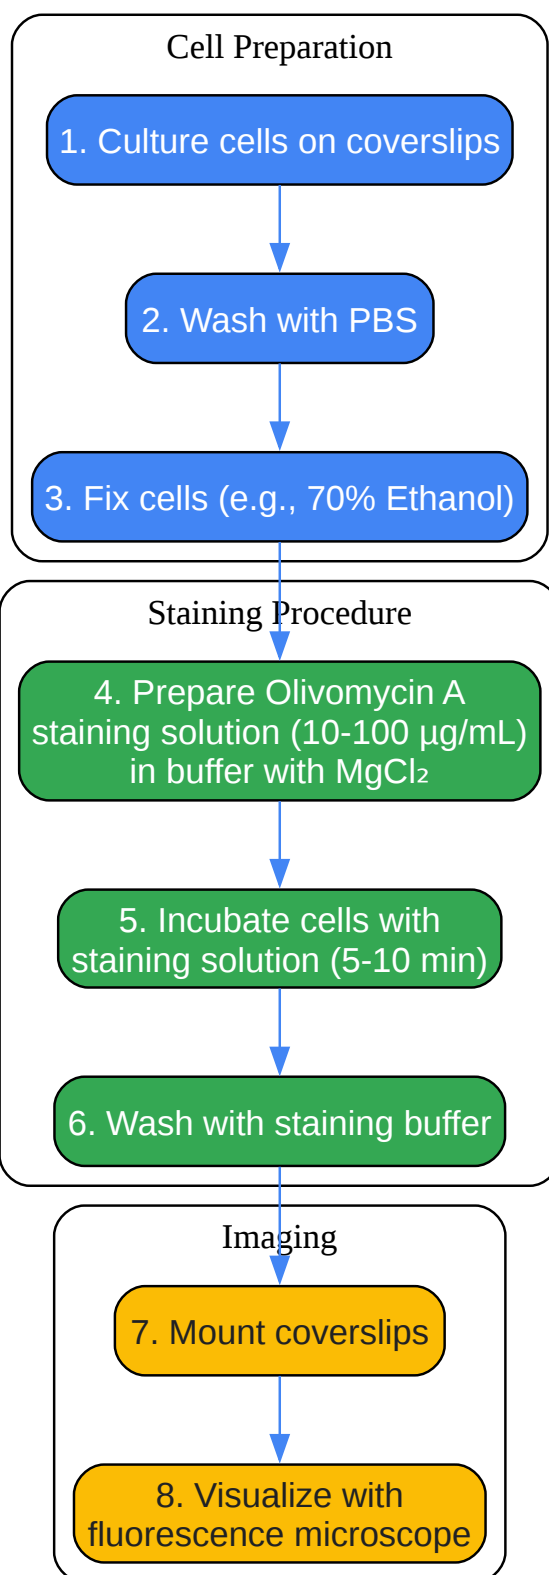 Cell Preparation
1. Culture cells on coverslips
2. Wash with PBS
3. Fix cells (e.g., 70% Ethanol)
Staining Procedure
4. Prepare Olivomycin A
staining solution (10-100 µg/mL)
in buffer with MgCl₂
5. Incubate cells with
staining solution (5-10 min)
6. Wash with staining buffer
Imaging
7. Mount coverslips
8. Visualize with
fluorescence microscope